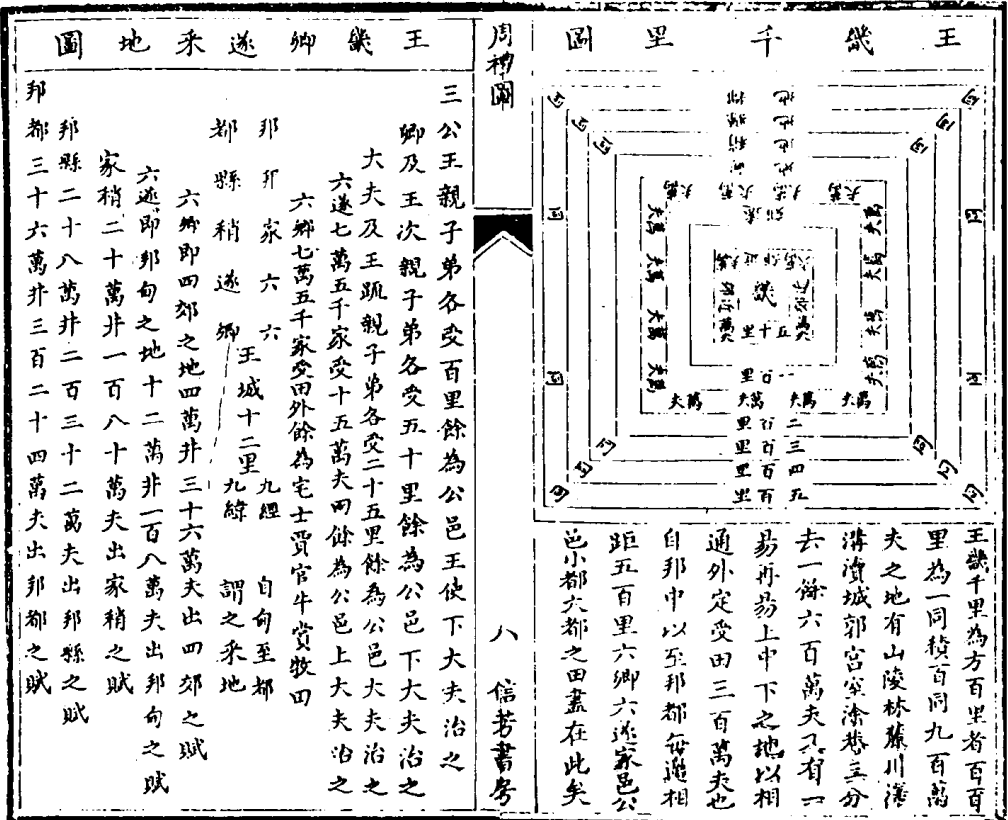 王畿千里圖
一百里
二百里
三百里
四百里
五百里
王畿千里為方百里者百百
里為一同積百同九百萬
夫之地有山陵林麓川澤
溝瀆城郭宮室涂巷三分
去一餘六百萬夫又有一
易再易上中下之地以相
通外定受田三百萬夫也
自邦中以至邦都每遞相
距五百里六鄉六遂家邑公
邑小都大都之田盡在此矣
周禮圖
八
信芳書房
王畿鄉遂采地圖
三公王親子弟各受百里餘為公邑王使下大夫治之
卿及王次親子弟各受五十里餘為公邑下大夫治之
大夫及王疏親子弟各受二十五里餘為公邑大夫治之
六遂七萬五千家受十五萬夫田餘為公邑上大夫治之
六鄉七萬五千家受田外餘為宅士賈官牛賞牧田
邦邦家六六
都縣稍遂鄉
王城十二里
九經
九緯
自甸至都
謂之采地
六鄉即四郊之地四萬井三十六萬夫出四郊之賦
六遂即邦甸之地十二萬井一百八萬夫出邦甸之賦
家稍二十萬井一百八十萬夫出家稍之賦
邦縣二十八萬井二百五十二萬夫出邦縣之賦
邦都三十六萬井三百二十四萬夫出邦都之賦